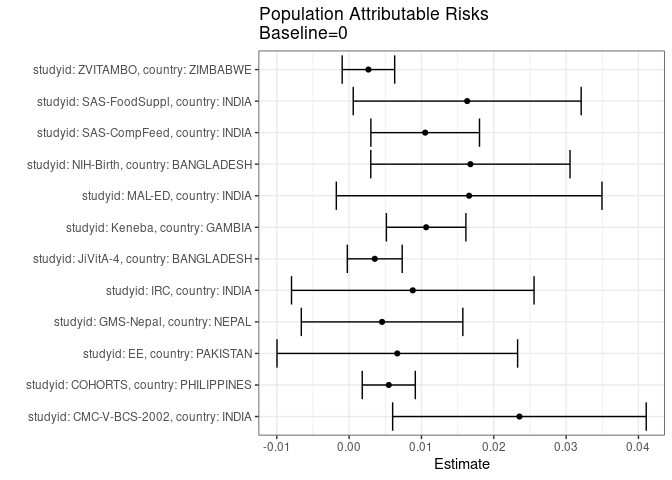 Population Attributable Risks
Baseline=0
studyid: ZVITAMBO, country: ZIMBABWE
studyid: SAS-FoodSuppl, country: INDIA
studyid: SAS-CompFeed, country: INDIA
studyid: NIH-Birth, country: BANGLADESH
studyid: MAL-ED, country: INDIA
studyid: Keneba, country: GAMBIA
studyid: JiVitA-4, country: BANGLADESH
studyid: IRC, country: INDIA
studyid: GMS-Nepal, country: NEPAL
studyid: EE, country: PAKISTAN
studyid: COHORTS, country: PHILIPPINES
studyid: CMC-V-BCS-2002, country: INDIA
-0.01 0.00 0.01 0.02 0.03 0.04
Estimate